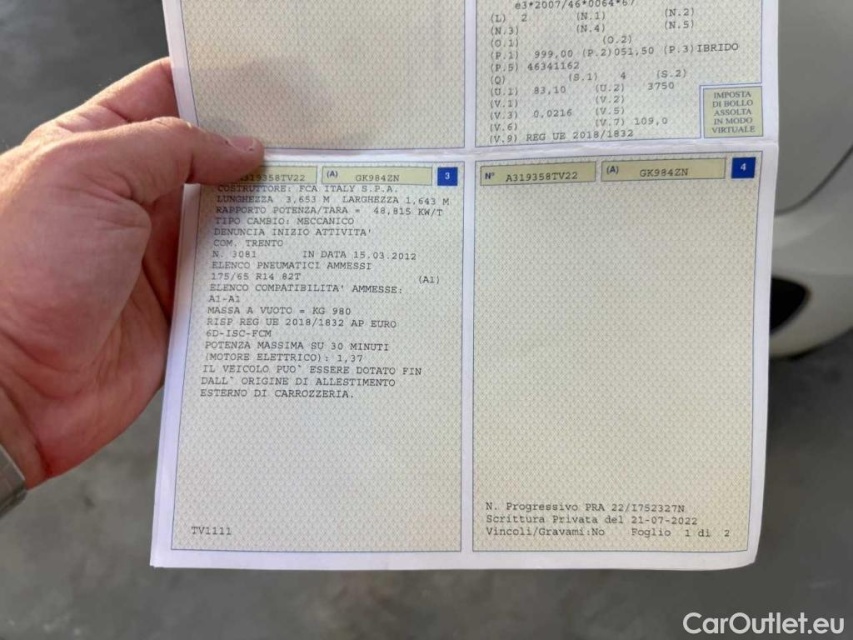 e3*2007/46*0064*67
(L) 2 (N.1) (N.2)
(N.3) (N.4) (N.5)
(O.1) (O.2)
(P.1) 999,00 (P.2)051,50 (P.3)IBRIDO
(P.5) 46341162
(Q) (S.1) 4 (S.2)
(U.1) 83,10 (U.2) 3750
(V.1) (V.2)
(V.3) 0,0216 (V.5)
(V.6) (V.7) 109,0
(V.9) REG UE 2018/1832
IMPOSTA
DI BOLLO
ASSOLTA
IN MODO
VIRTUALE
A319358TV22 (A) GK984ZN 3
COSTRUTTORE: FCA ITALY S.P.A.
LUNGHEZZA 3,653 M LARGHEZZA 1,643 M
RAPPORTO POTENZA/TARA = 48,815 KW/T
TIPO CAMBIO: MECCANICO
DENUNCIA INIZIO ATTIVITA'
COM. TRENTO
N. 3081 IN DATA 15.03.2012
ELENCO PNEUMATICI AMMESSI
175/65 R14 82T (A1)
ELENCO COMPATIBILITA' AMMESSE:
A1-A1
MASSA A VUOTO = KG 980
RISP REG UE 2018/1832 AP EURO
6D-ISC-FCM
POTENZA MASSIMA SU 30 MINUTI
(MOTORE ELETTRICO): 1,37
IL VEICOLO PUO` ESSERE DOTATO FIN
DALL` ORIGINE DI ALLESTIMENTO
ESTERNO DI CARROZZERIA.
TV1111
N° A319358TV22 (A) GK984ZN 4
N. Progressivo PRA 22/I752327N
Scrittura Privata del 21-07-2022
Vincoli/Gravami:No Foglio 1 di 2
CarOutlet.eu